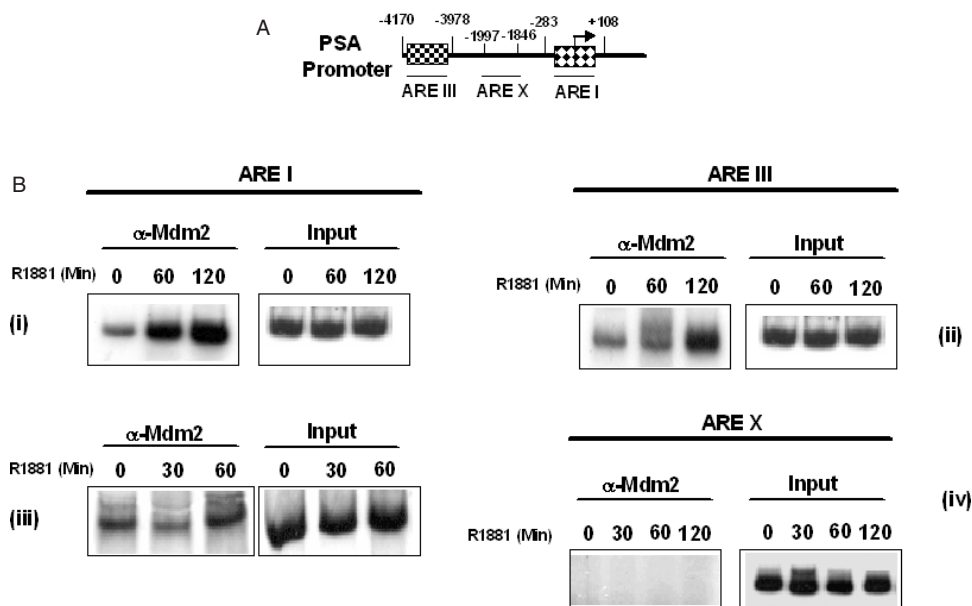 A
PSA
Promoter
-4170
-3978
-1997
-1846
-283
+108
ARE III
ARE X
ARE I
B
ARE I
α-Mdm2
Input
R1881 (Min)
0 60 120
0 60 120
(i)
ARE III
α-Mdm2
Input
R1881 (Min)
0 60 120
0 60 120
(ii)
α-Mdm2
Input
R1881 (Min)
0 30 60
0 30 60
(iii)
ARE X
α-Mdm2
Input
(iv)
R1881 (Min)
0 30 60 120
0 30 60 120